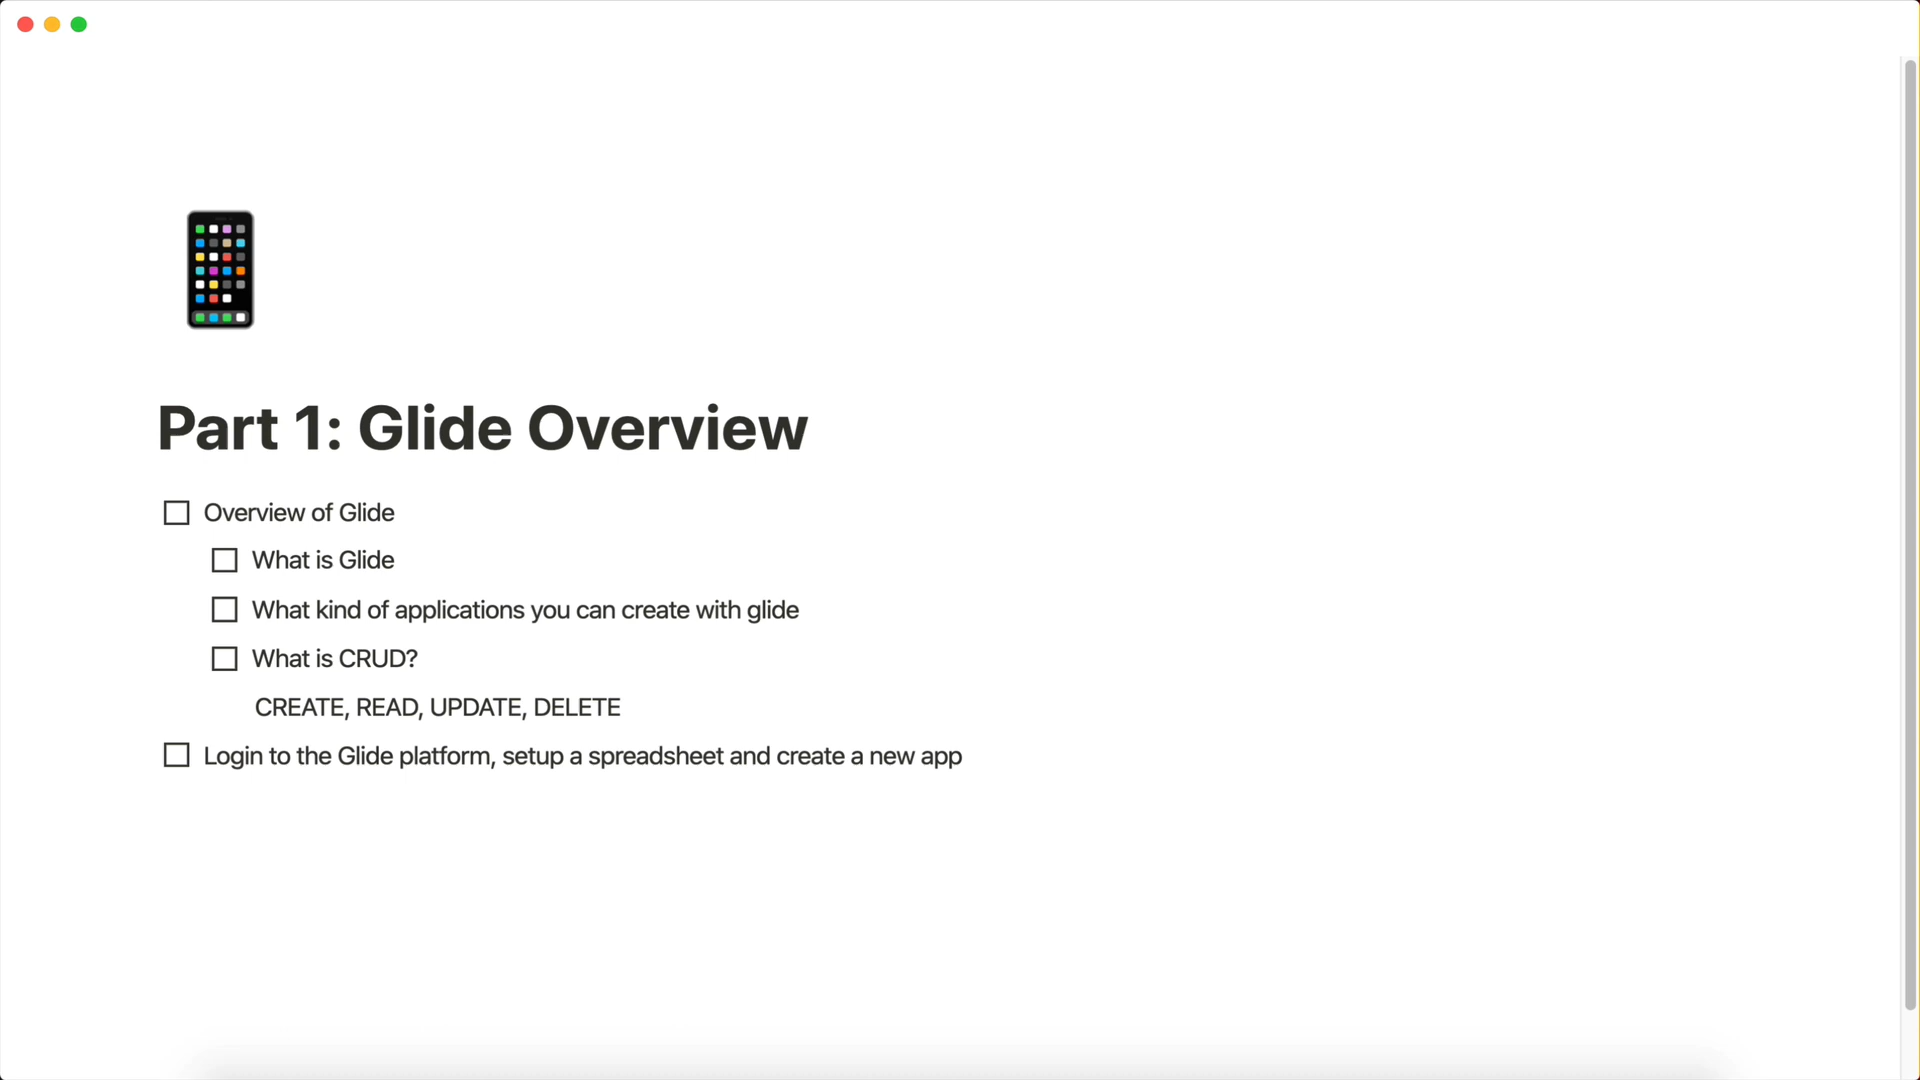 Part 1: Glide Overview
Overview of Glide
What is Glide
What kind of applications you can create with glide
What is CRUD?
CREATE, READ, UPDATE, DELETE
Login to the Glide platform, setup a spreadsheet and create a new app